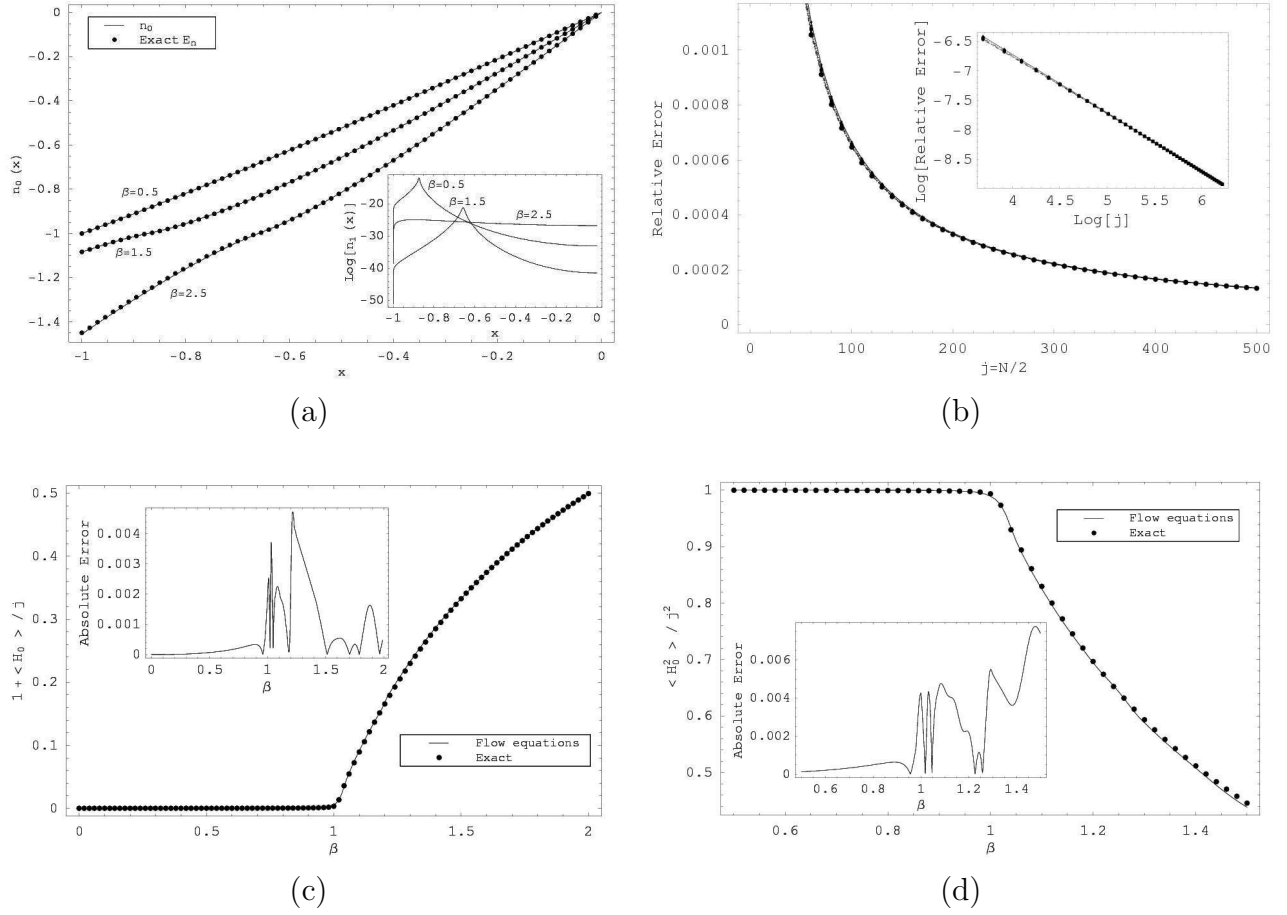 n₀
Exact Eₙ
0
-0.2
-0.4
-0.6
-0.8
-1
-1.2
-1.4
n₀(x)
β=0.5
β=1.5
β=2.5
-1
-0.8
-0.6
-0.4
-0.2
0
x
Log[n₁(x)]
-20
-30
-40
-50
β=0.5
β=1.5
β=2.5
-1
-0.8
-0.6
-0.4
-0.2
0
x
(a)
Relative Error
0.001
0.0008
0.0006
0.0004
0.0002
0
0
100
200
300
400
500
j=N/2
Log[Relative Error]
-6.5
-7
-7.5
-8
-8.5
4
4.5
5
5.5
6
Log[j]
(b)
1+<H₀>/j
0.5
0.4
0.3
0.2
0.1
0
0
0.5
1
1.5
2
β
Absolute Error
0.004
0.003
0.002
0.001
0
0.5
1
1.5
2
β
Flow equations
Exact
(c)
<H₀²>/j²
1
0.9
0.8
0.7
0.6
0.5
0.6
0.8
1
1.2
1.4
β
Flow equations
Exact
Absolute Error
0.006
0.004
0.002
0
0.6
0.8
1
1.2
1.4
β
(d)